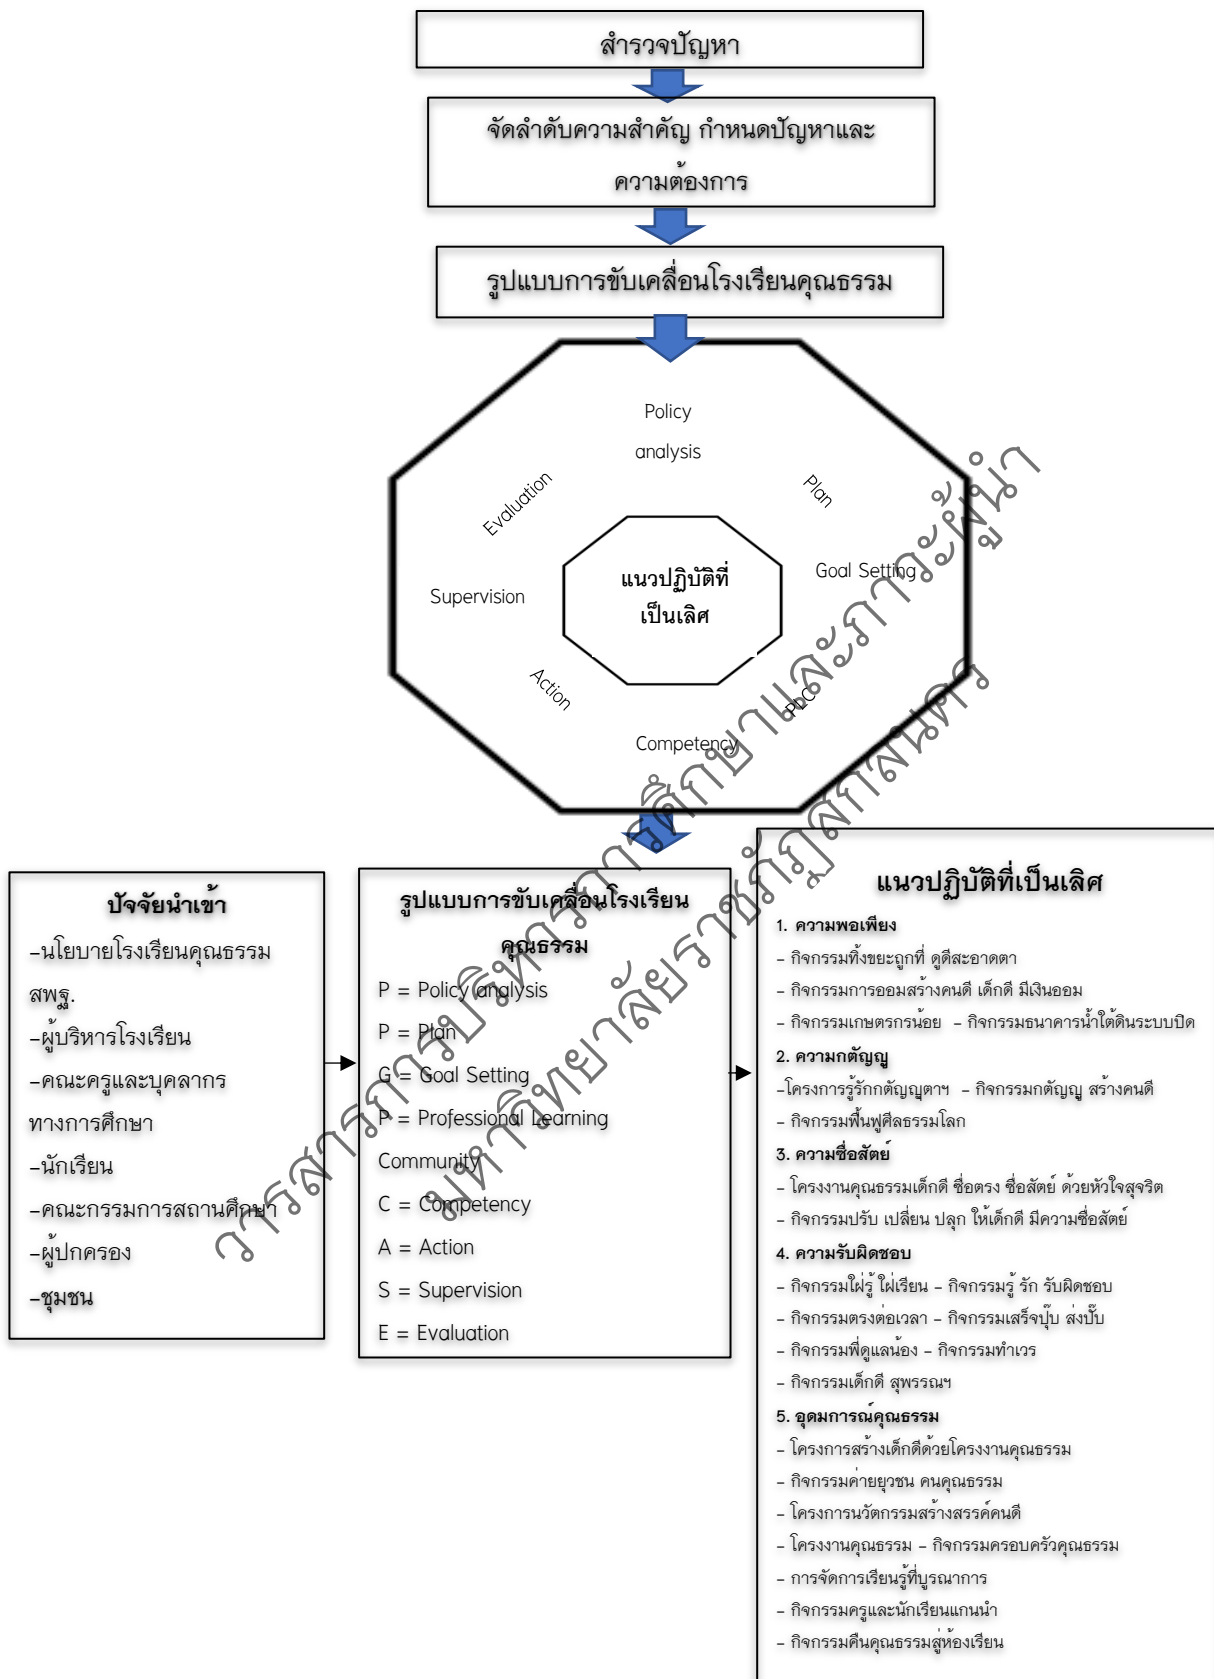 สำรวจปัญหา
จัดลำดับความสำคัญ กำหนดปัญหาและ
ความต้องการ
รูปแบบการขับเคลื่อนโรงเรียนคุณธรรม
Policy
analysis
Plan
Goal Setting
PLC
Competency
Action
Supervision
Evaluation
แนวปฏิบัติที่
เป็นเลิศ
ปัจจัยนำเข้า
-นโยบายโรงเรียนคุณธรรม
สพฐ.
-ผู้บริหารโรงเรียน
-คณะครูและบุคลากร
ทางการศึกษา
-นักเรียน
-คณะกรรมการสถานศึกษา
-ผู้ปกครอง
-ชุมชน
รูปแบบการขับเคลื่อนโรงเรียน
คุณธรรม
P = Policy analysis
P = Plan
G = Goal Setting
P = Professional Learning
Community
C = Competency
A = Action
S = Supervision
E = Evaluation
แนวปฏิบัติที่เป็นเลิศ
1. ความพอเพียง
- กิจกรรมทิ้งขยะถูกที่ ดูดีสะอาดตา
- กิจกรรมการออมสร้างคนดี เด็กดี มีเงินออม
- กิจกรรมเกษตรกรน้อย - กิจกรรมธนาคารน้ำใต้ดินระบบปิด
2. ความกตัญญู
-โครงการรู้รักกตัญญุตาฯ - กิจกรรมกตัญญู สร้างคนดี
- กิจกรรมฟื้นฟูศีลธรรมโลก
3. ความซื่อสัตย์
- โครงงานคุณธรรมเด็กดี ซื่อตรง ซื่อสัตย์ ด้วยหัวใจสุจริต
- กิจกรรมปรับ เปลี่ยน ปลุก ให้เด็กดี มีความซื่อสัตย์
4. ความรับผิดชอบ
- กิจกรรมใฝ่รู้ ใฝ่เรียน - กิจกรรมรู้ รัก รับผิดชอบ
- กิจกรรมตรงต่อเวลา - กิจกรรมเสร็จปุ๊บ ส่งปั๊บ
- กิจกรรมพี่ดูแลน้อง - กิจกรรมทำเวร
- กิจกรรมเด็กดี สุพรรณฯ
5. อุดมการณ์คุณธรรม
- โครงการสร้างเด็กดีด้วยโครงงานคุณธรรม
- กิจกรรมค่ายยุวชน คนคุณธรรม
- โครงการนวัตกรรมสร้างสรรค์คนดี
- โครงงานคุณธรรม - กิจกรรมครอบครัวคุณธรรม
- การจัดการเรียนรู้ที่บูรณาการ
- กิจกรรมครูและนักเรียนแกนนำ
- กิจกรรมคืนคุณธรรมสู่ห้องเรียน
วารสารการบริหารการศึกษาและภาวะผู้นำ
มหาวิทยาลัยราชภัฏสกลนคร